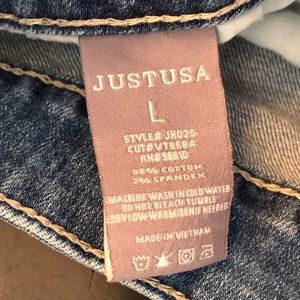 JUSTUSA
L
STYLE# JH025
CUT# VT8584
RN# 98610
98% COTTON
2% SPANDEX
MACHINE WASH IN COLD WATER
DO NOT BLEACH TUMBLE
DRY LOW WARM IRON IF NEEDED
MADE IN VIETNAM